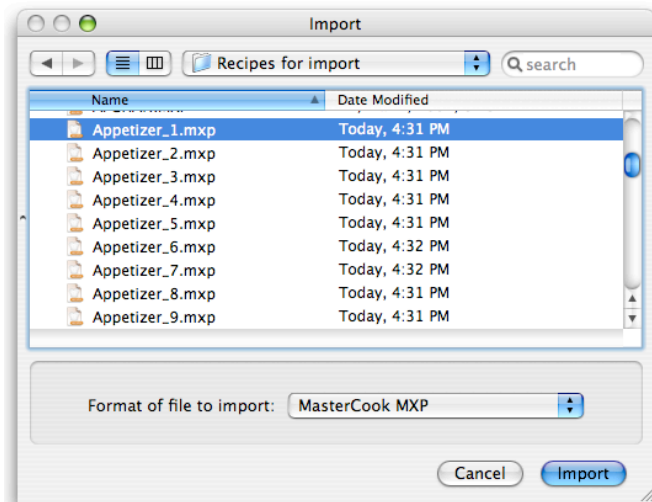 Import
Recipes for import
search
Name Date Modified
Appetizer_1.mxp Today, 4:31 PM
Appetizer_2.mxp Today, 4:31 PM
Appetizer_3.mxp Today, 4:31 PM
Appetizer_4.mxp Today, 4:31 PM
Appetizer_5.mxp Today, 4:31 PM
Appetizer_6.mxp Today, 4:32 PM
Appetizer_7.mxp Today, 4:32 PM
Appetizer_8.mxp Today, 4:31 PM
Appetizer_9.mxp Today, 4:31 PM
Format of file to import: MasterCook MXP
Cancel Import